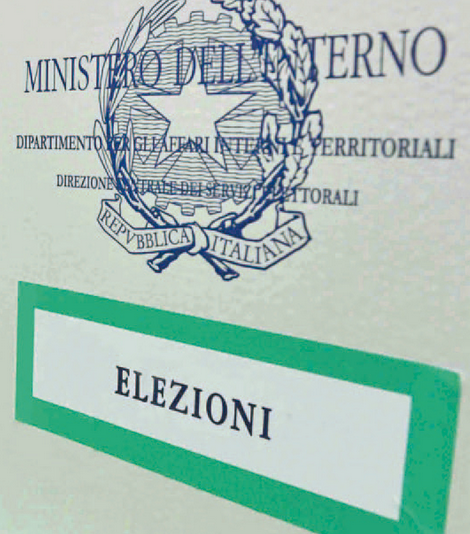 MINISTERO DELL'INTERNO
DIPARTIMENTO PER GLI AFFARI INTERNI E TERRITORIALI
DIREZIONE CENTRALE DEI SERVIZI ELETTORALI
REPVBBLICA ITALIANA
ELEZIONI